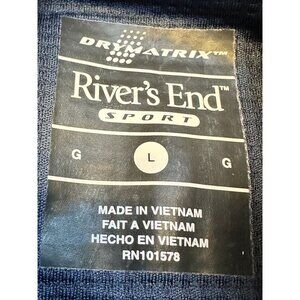 DRYMATRIX™
River's End™
SPORT
G L G
MADE IN VIETNAM
FAIT A VIETNAM
HECHO EN VIETNAM
RN101578